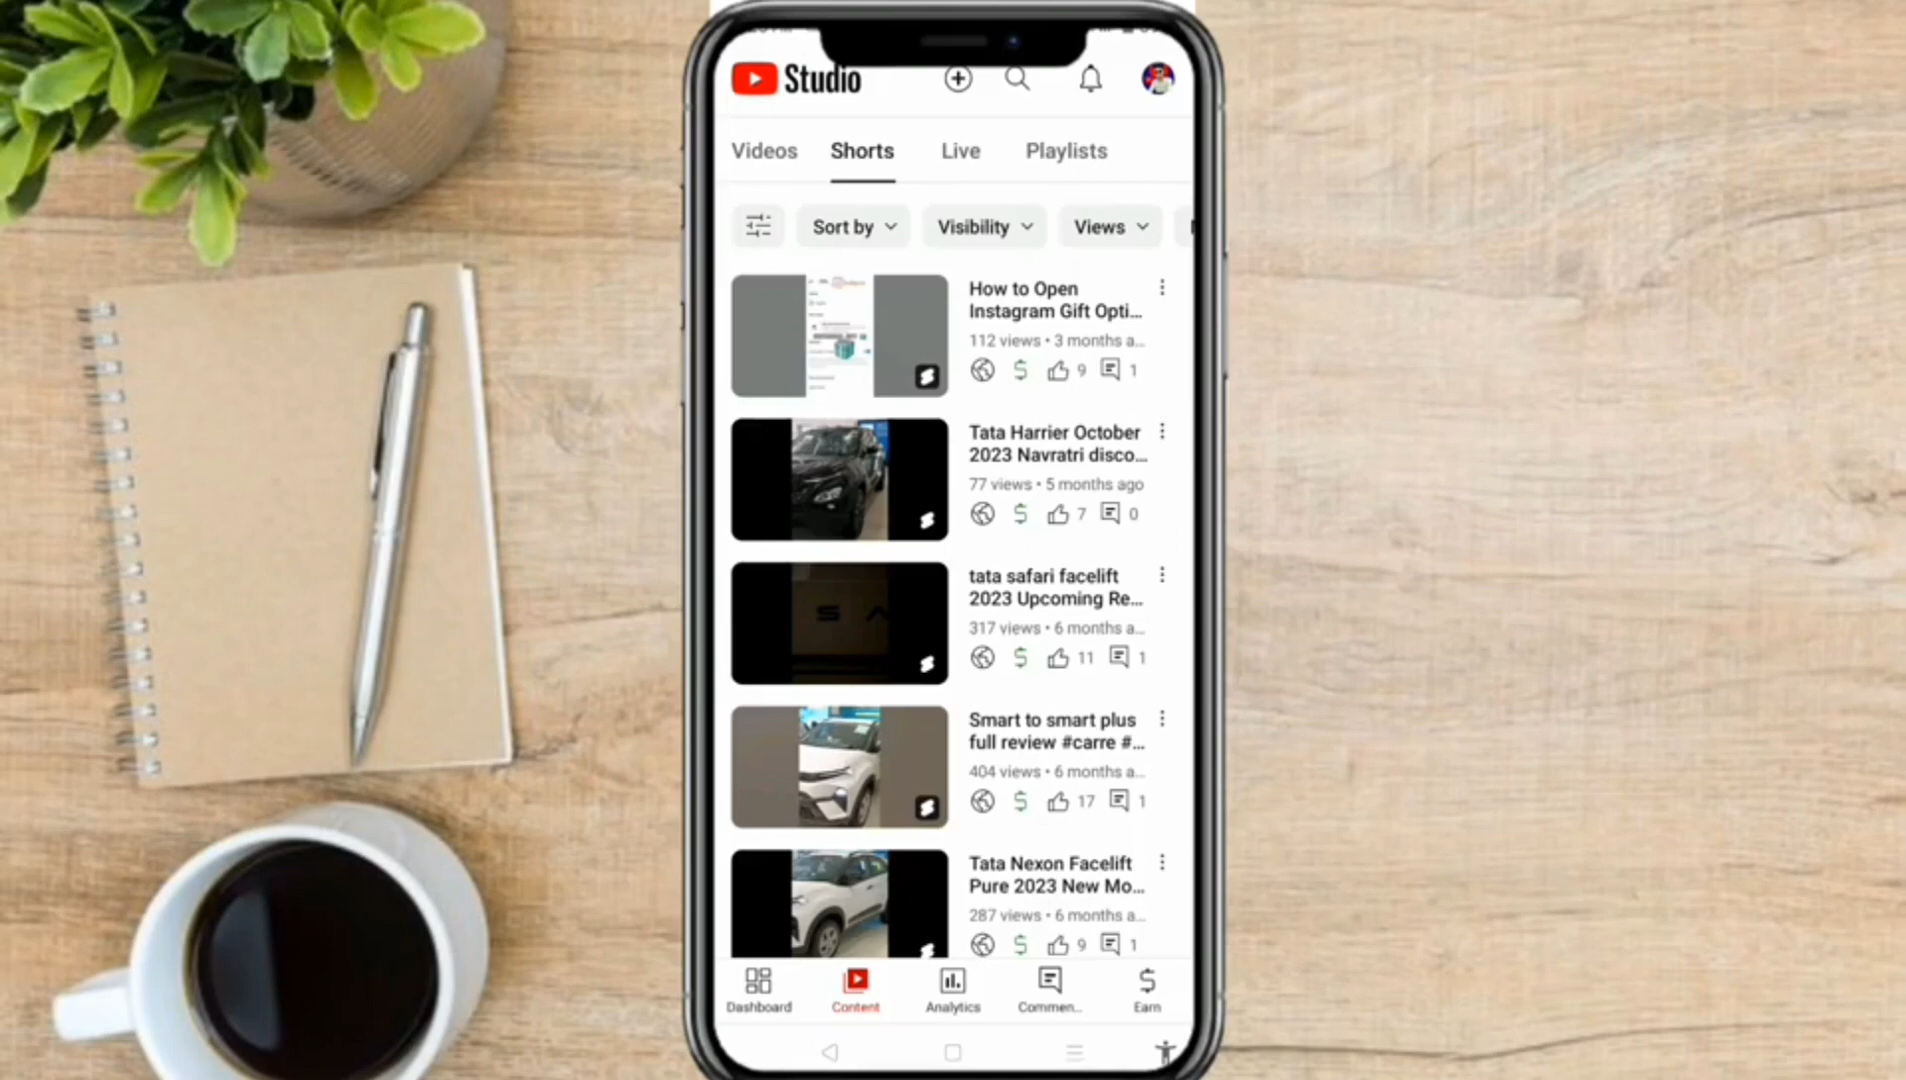 Studio
Videos Shorts Live Playlists
Sort by Visibility Views
How to Open
Instagram Gift Opti...
112 views • 3 months a...
9 1
Tata Harrier October
2023 Navratri disco...
77 views • 5 months ago
7 0
S A
tata safari facelift
2023 Upcoming Re...
317 views • 6 months a...
11 1
Smart to smart plus
full review #carre #...
404 views • 6 months a...
17 1
Tata Nexon Facelift
Pure 2023 New Mo...
287 views • 6 months a...
9 1
Dashboard Content Analytics Commen... Earn